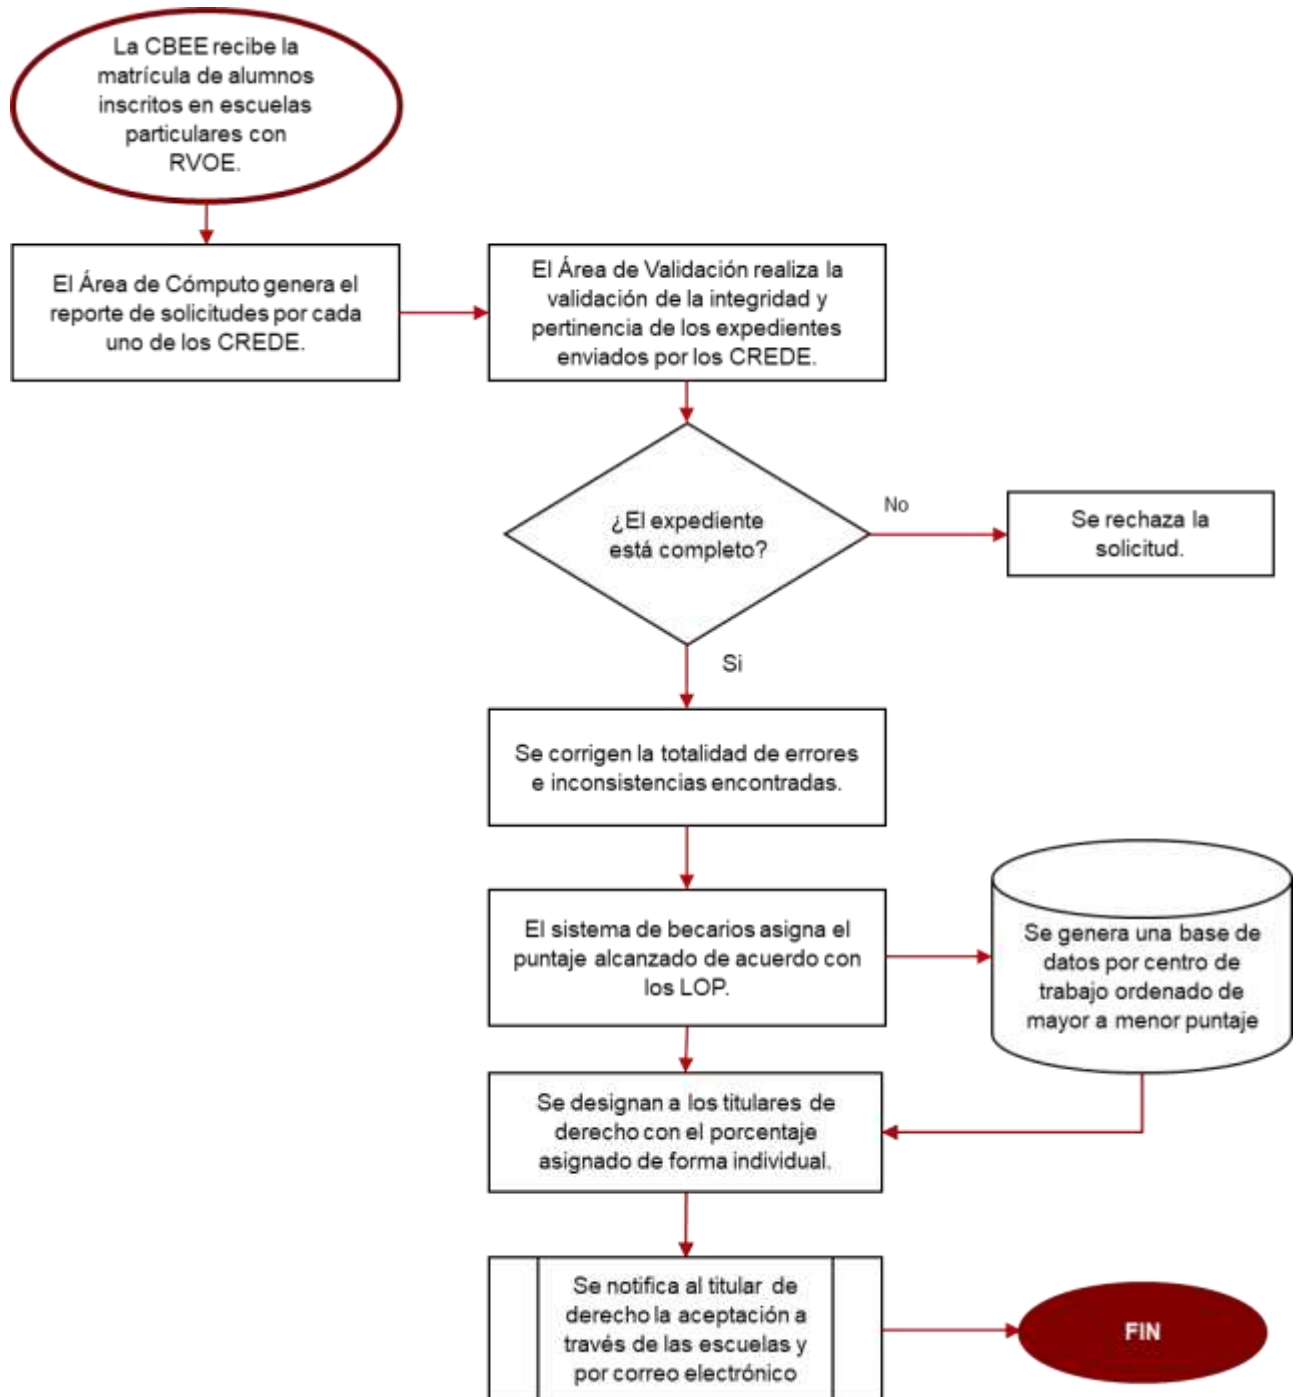 La CBEE recibe la
matrícula de alumnos
inscritos en escuelas
particulares con
RVOE.
El Área de Cómputo genera el
reporte de solicitudes por cada
uno de los CREDE.
El Área de Validación realiza la
validación de la integridad y
pertinencia de los expedientes
enviados por los CREDE.
¿El expediente
está completo?
No
Se rechaza la
solicitud.
Si
Se corrigen la totalidad de errores
e inconsistencias encontradas.
El sistema de becarios asigna el
puntaje alcanzado de acuerdo con
los LOP.
Se genera una base de
datos por centro de
trabajo ordenado de
mayor a menor puntaje
Se designan a los titulares de
derecho con el porcentaje
asignado de forma individual.
Se notifica al titular de
derecho la aceptación a
través de las escuelas y
por correo electrónico
FIN